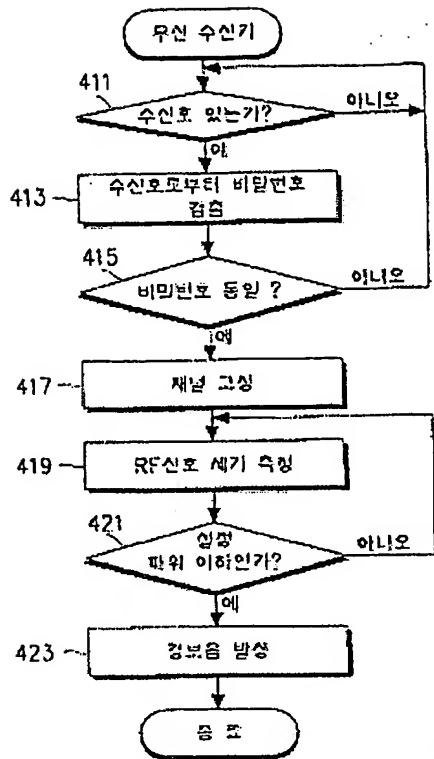 무선 수신기
411
수신호 있는가?
아니오
예
413
수신호로부터 비밀번호
검출
415
비밀번호 동일 ?
아니오
예
417
채널 고정
419
RF신호 세기 측정
421
설정
파워 이하인가?
아니오
예
423
경보음 발생
종 료